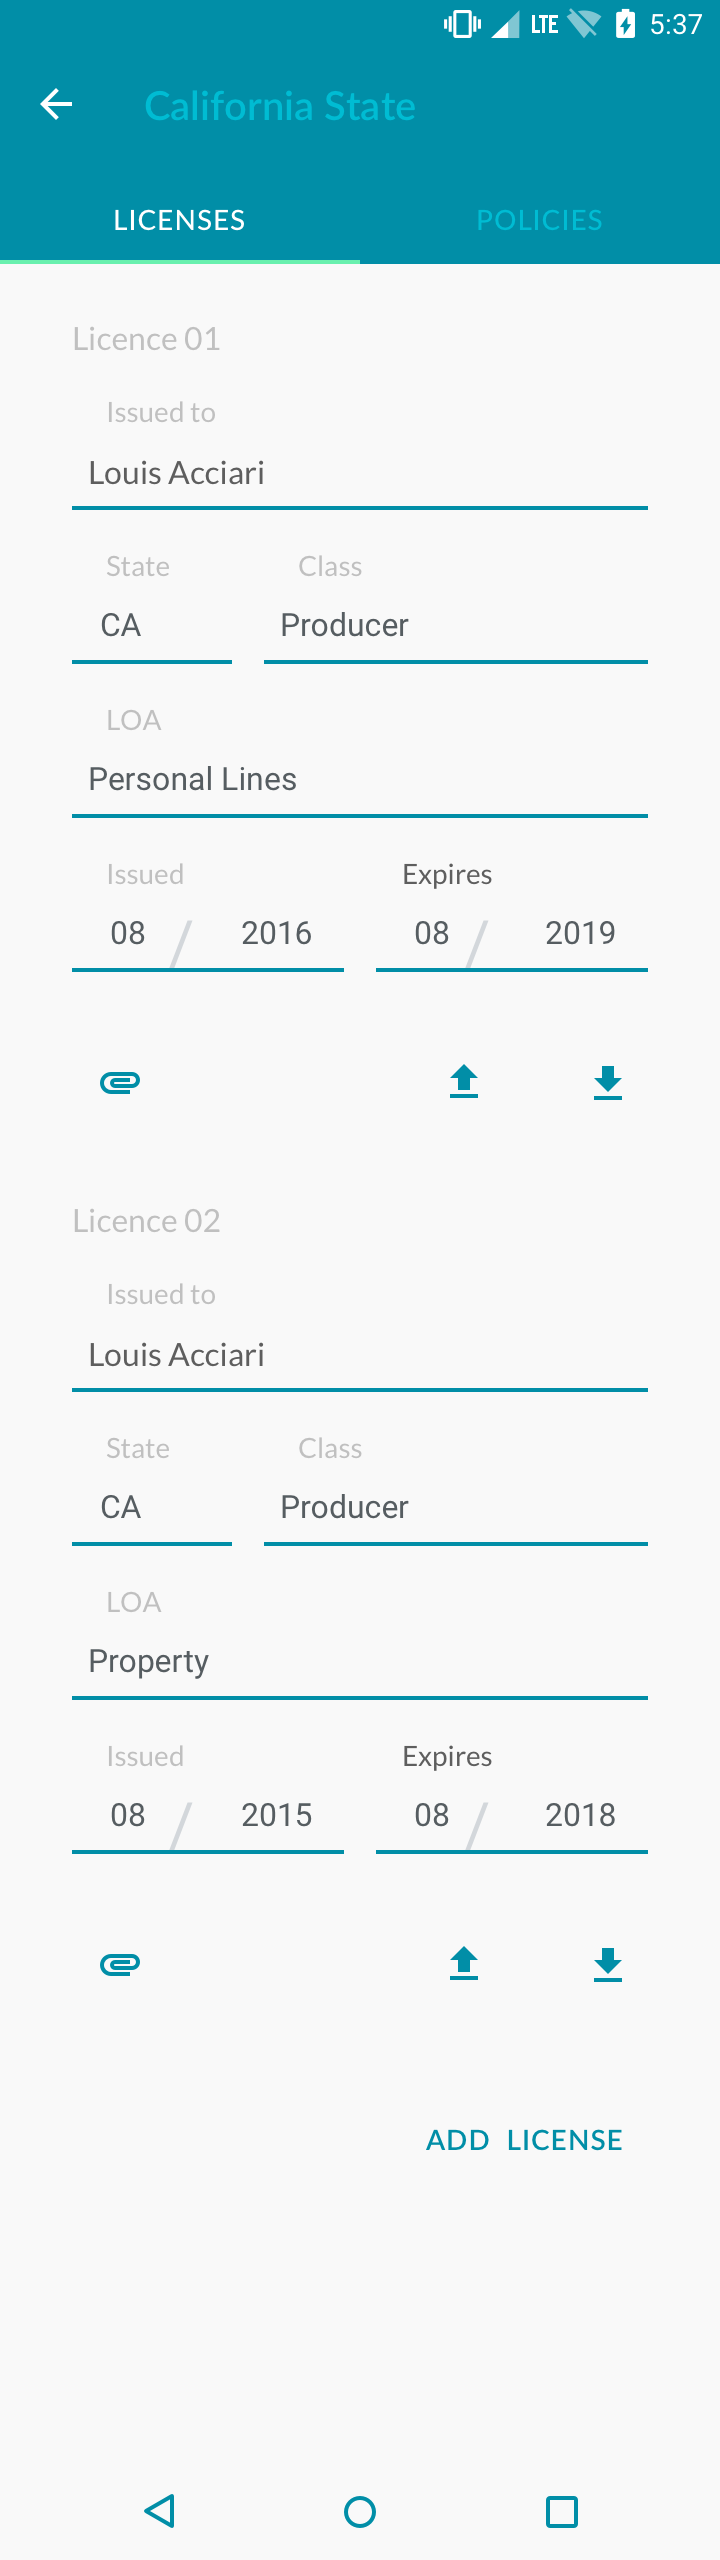 LTE 5:37
California State
LICENSES POLICIES
Licence 01
Issued to
Louis Acciari
State Class
CA Producer
LOA
Personal Lines
Issued Expires
08 / 2016 08 / 2019
Licence 02
Issued to
Louis Acciari
State Class
CA Producer
LOA
Property
Issued Expires
08 / 2015 08 / 2018
ADD LICENSE